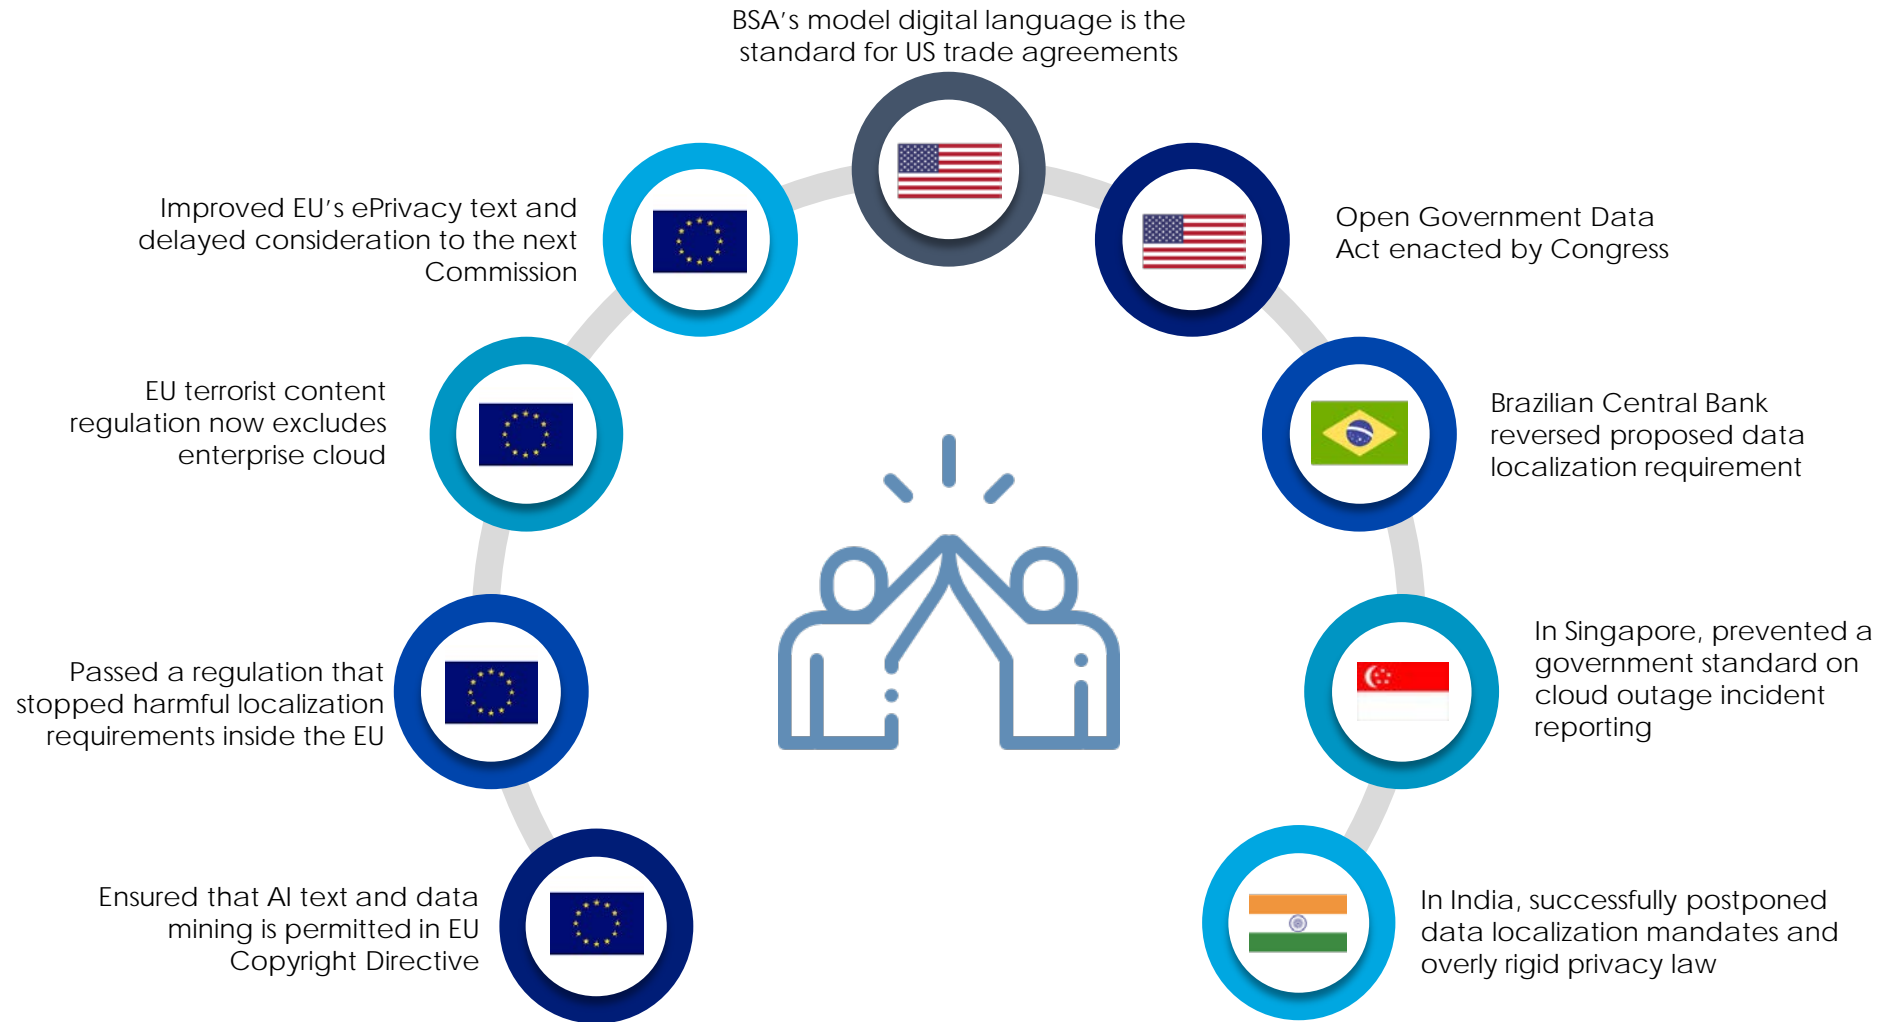 BSA's model digital language is the
standard for US trade agreements
Improved EU's ePrivacy text and
delayed consideration to the next
Commission
Open Government Data
Act enacted by Congress
EU terrorist content
regulation now excludes
enterprise cloud
Brazilian Central Bank
reversed proposed data
localization requirement
Passed a regulation that
stopped harmful localization
requirements inside the EU
In Singapore, prevented a
government standard on
cloud outage incident
reporting
Ensured that AI text and data
mining is permitted in EU
Copyright Directive
In India, successfully postponed
data localization mandates and
overly rigid privacy law